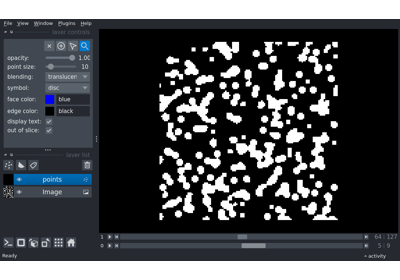 File View Window Plugins Help
layer controls
opacity: 1.00
point size: 10
blending: translucen
symbol: disc
face color: blue
edge color: black
display text:
out of slice:
layer list
points
Image
1 64 127
0 5 9
Ready activity